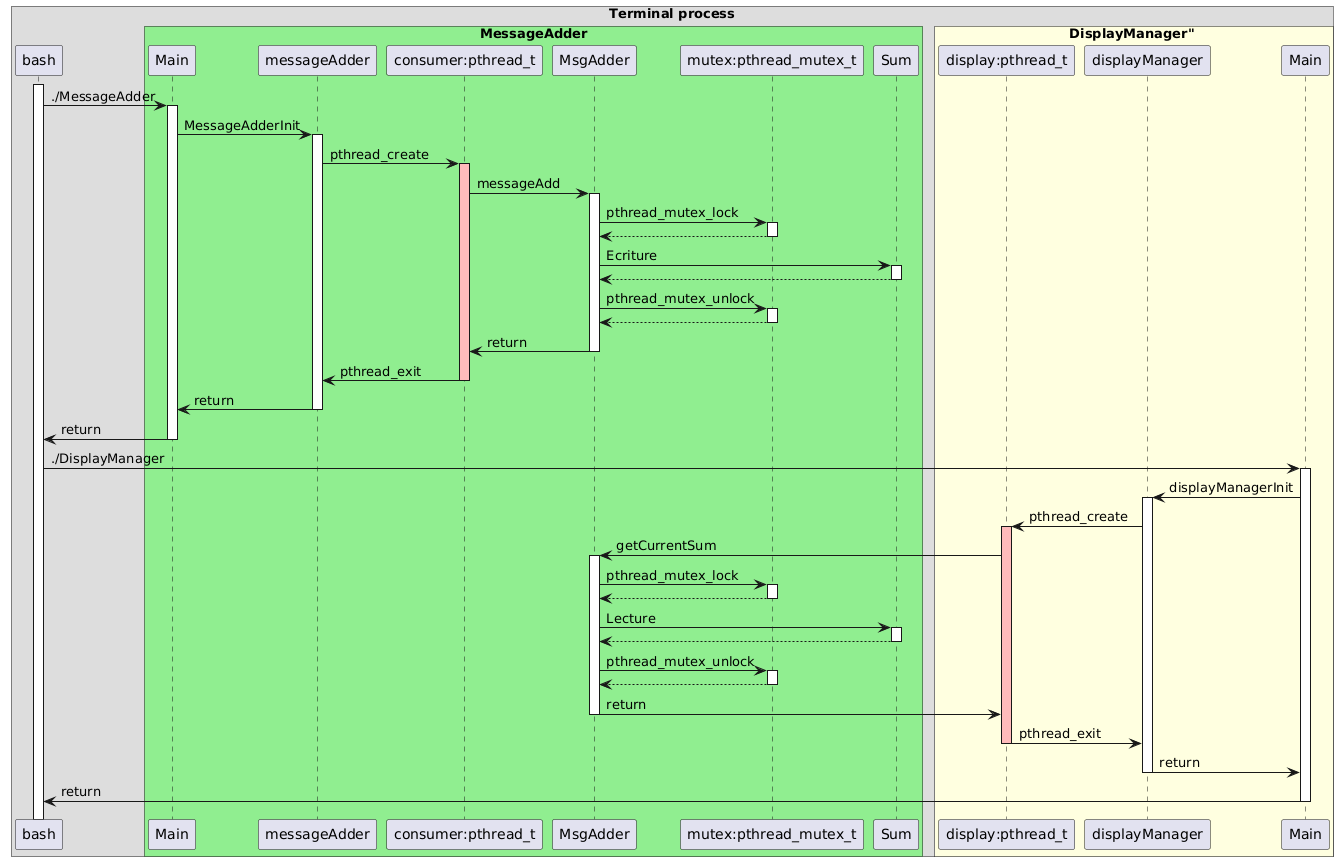 Terminal process
MessageAdder
DisplayManager"
bash
Main
messageAdder
consumer:pthread_t
MsgAdder
mutex:pthread_mutex_t
Sum
display:pthread_t
displayManager
Main
./MessageAdder
MessageAdderInit
pthread_create
messageAdd
pthread_mutex_lock
Ecriture
pthread_mutex_unlock
return
pthread_exit
return
return
./DisplayManager
displayManagerInit
pthread_create
getCurrentSum
pthread_mutex_lock
Lecture
pthread_mutex_unlock
return
pthread_exit
return
return
bash
Main
messageAdder
consumer:pthread_t
MsgAdder
mutex:pthread_mutex_t
Sum
display:pthread_t
displayManager
Main